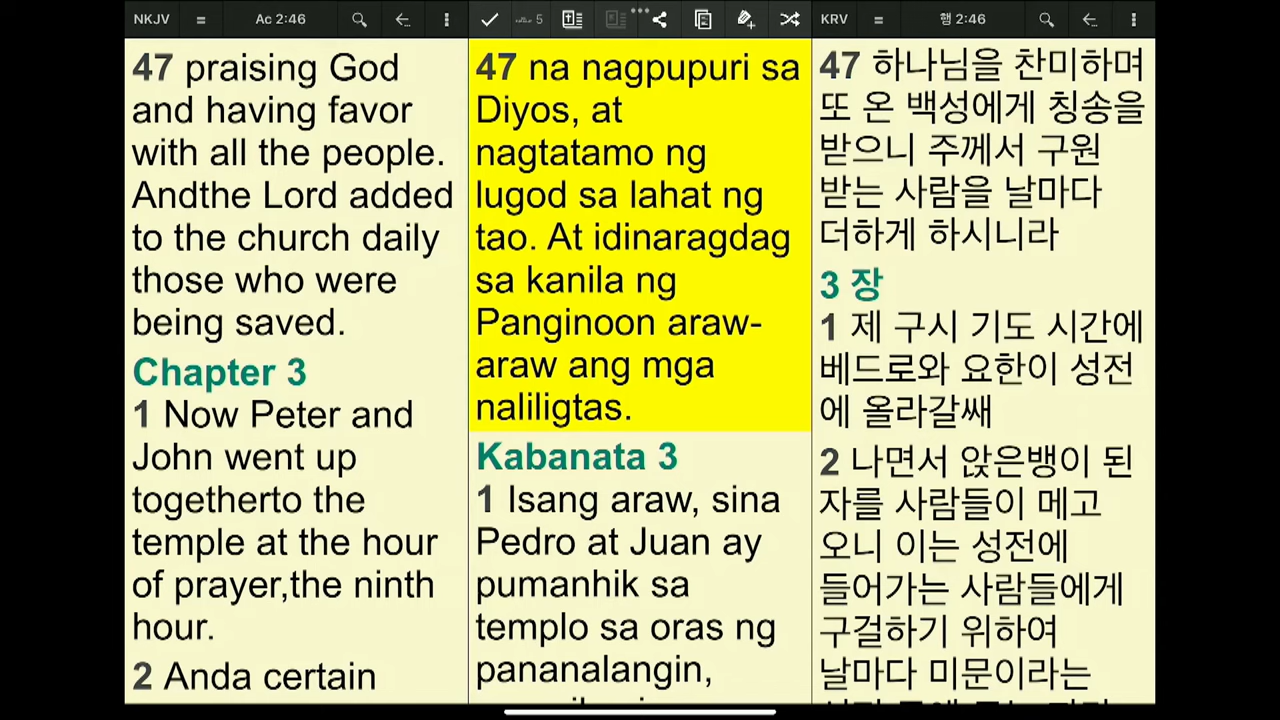 NKJV
Ac 2:46
47 praising God
and having favor
with all the people.
Andthe Lord added
to the church daily
those who were
being saved.
Chapter 3
1 Now Peter and
John went up
togetherto the
temple at the hour
of prayer,the ninth
hour.
2 Anda certain
5
47 na nagpupuri sa
Diyos, at
nagtatamo ng
lugod sa lahat ng
tao. At idinaragdag
sa kanila ng
Panginoon araw-
araw ang mga
naliligtas.
Kabanata 3
1 Isang araw, sina
Pedro at Juan ay
pumanhik sa
templo sa oras ng
pananalangin,
KRV
행 2:46
47 하나님을 찬미하며
또 온 백성에게 칭송을
받으니 주께서 구원
받는 사람을 날마다
더하게 하시니라
3 장
1 제 구시 기도 시간에
베드로와 요한이 성전
에 올라갈쌔
2 나면서 앉은뱅이 된
자를 사람들이 메고
오니 이는 성전에
들어가는 사람들에게
구걸하기 위하여
날마다 미문이라는